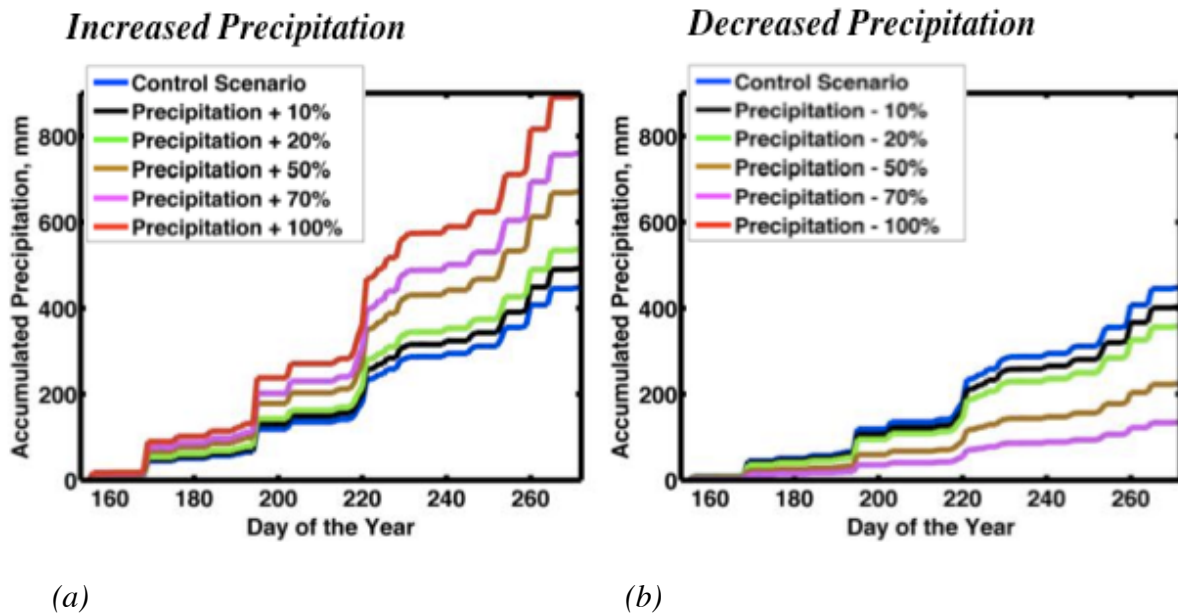 Increased Precipitation
Control Scenario
Precipitation + 10%
Precipitation + 20%
Precipitation + 50%
Precipitation + 70%
Precipitation + 100%
Accumulated Precipitation, mm
800
600
400
200
0
160 180 200 220 240 260
Day of the Year
(a)
Decreased Precipitation
Control Scenario
Precipitation - 10%
Precipitation - 20%
Precipitation - 50%
Precipitation - 70%
Precipitation - 100%
Accumulated Precipitation, mm
800
600
400
200
0
160 180 200 220 240 260
Day of the Year
(b)